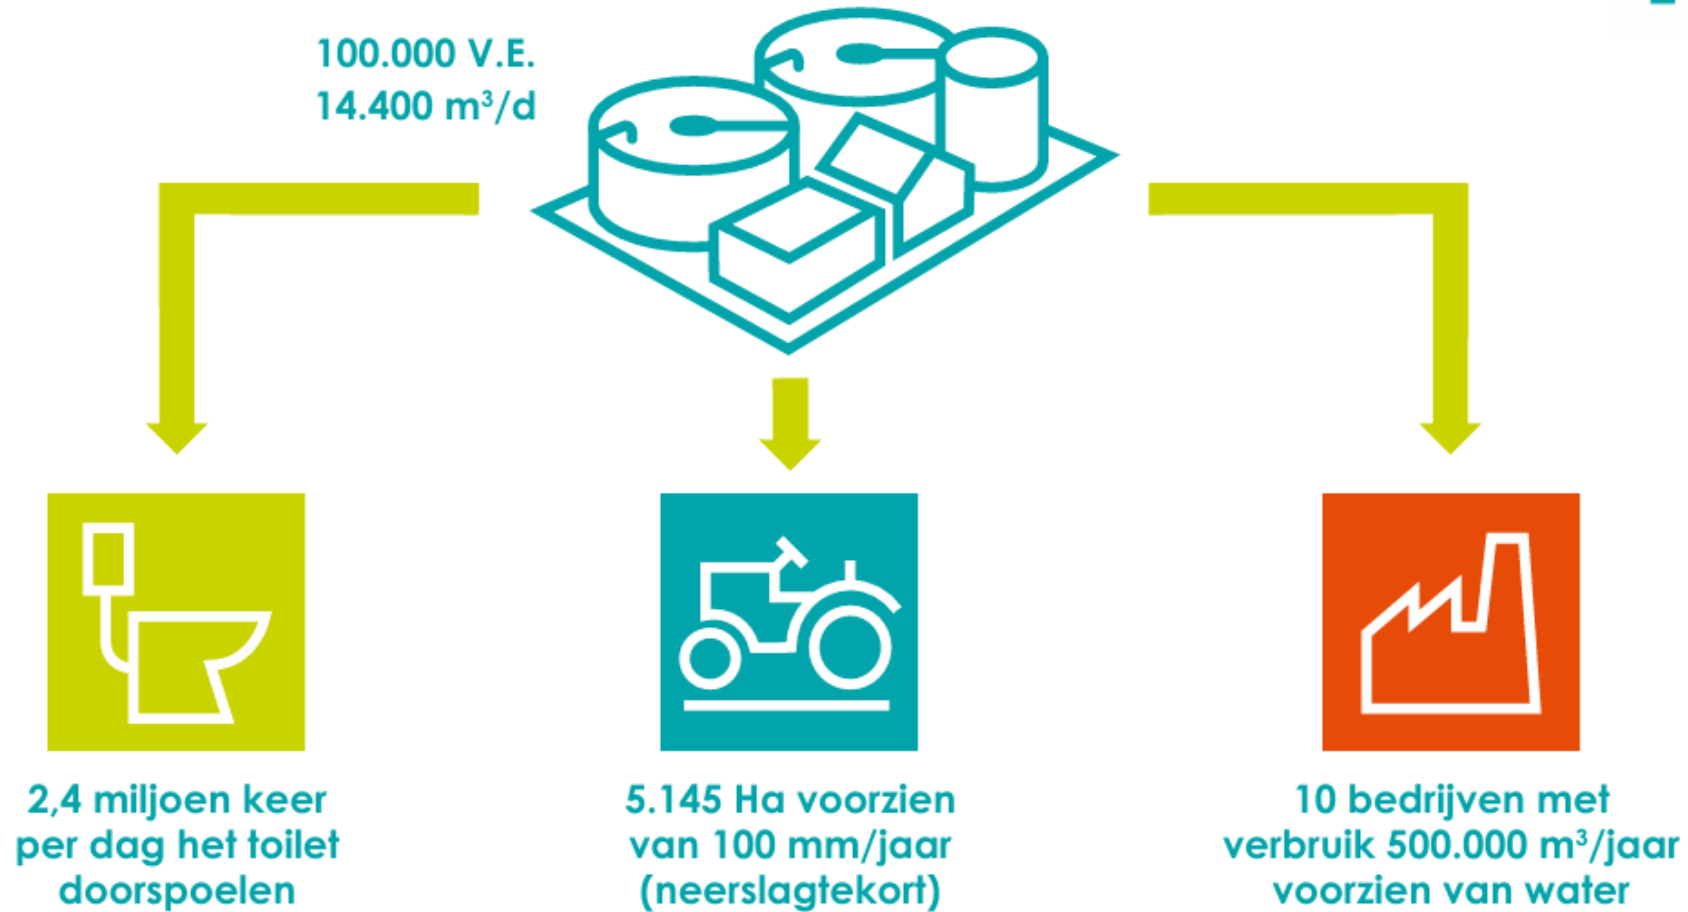 100.000 V.E.
14.400 m³/d
2,4 miljoen keer
per dag het toilet
doorspoelen
5.145 Ha voorzien
van 100 mm/jaar
(neerslagtekort)
10 bedrijven met
verbruik 500.000 m³/jaar
voorzien van water